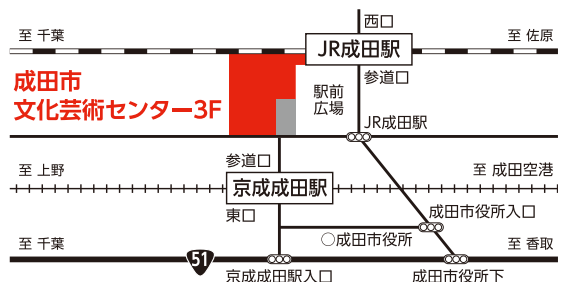 西口
至 千葉
JR成田駅
至 佐原
成田市
文化芸術センター3F
駅前
広場
参道口
JR成田駅
参道口
至 上野
京成成田駅
至 成田空港
東口
成田市役所入口
○成田市役所
至 千葉
51
至 香取
京成成田駅入口
成田市役所下